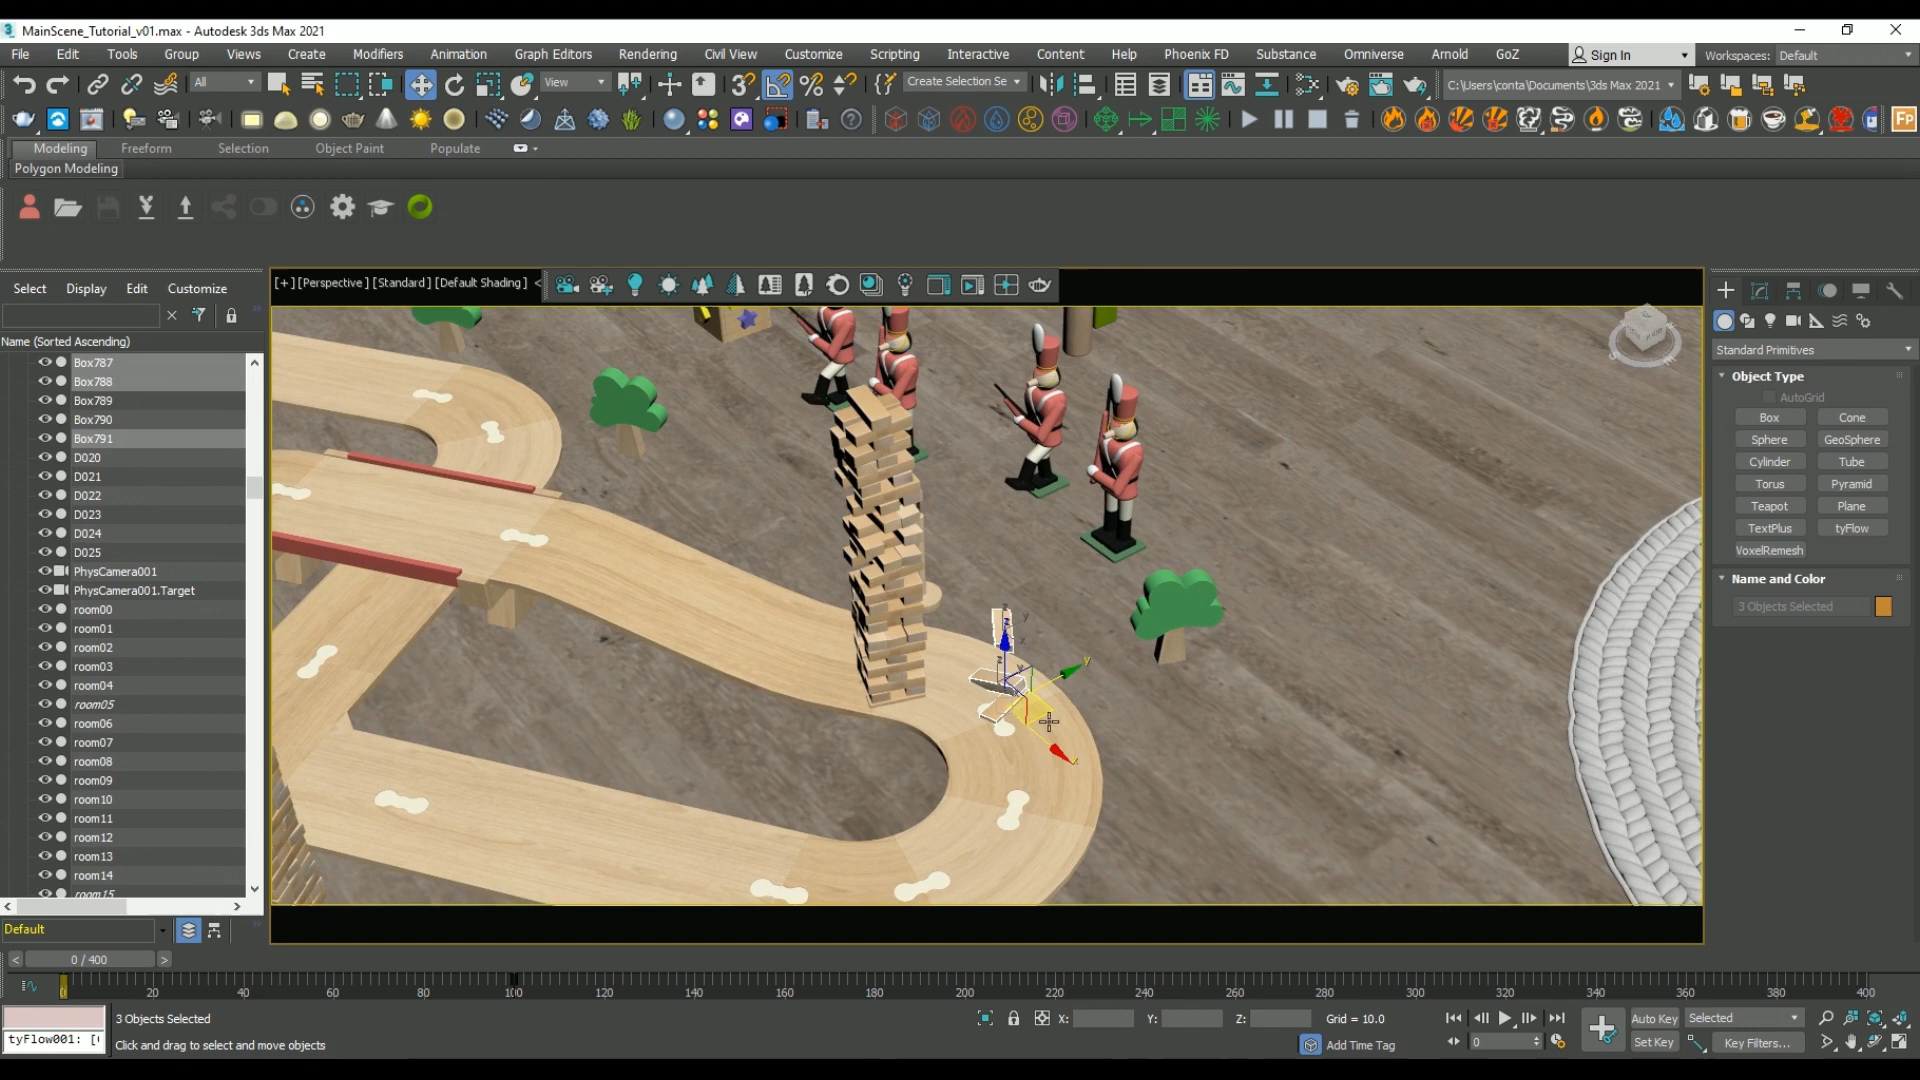 MainScene_Tutorial_v01.max - Autodesk 3ds Max 2021
File Edit Tools Group Views Create Modifiers Animation Graph Editors Rendering Civil View Customize Scripting Interactive Content Help Phoenix FD Substance Omniverse Arnold GoZ Sign In Workspaces: Default
All View Create Selection Se C:\Users\conta\Documents\3ds Max 2021
Modeling Freeform Selection Object Paint Populate
Polygon Modeling
Select Display Edit Customize
[+] [Perspective] [Standard] [Default Shading]
Name (Sorted Ascending)
Box787
Box788
Box789
Box790
Box791
D020
D021
D022
D023
D024
D025
PhysCamera001
PhysCamera001.Target
room00
room01
room02
room03
room04
room05
room06
room07
room08
room09
room10
room11
room12
room13
room14
room15
Default
Standard Primitives
Object Type
AutoGrid
Box Cone
Sphere GeoSphere
Cylinder Tube
Torus Pyramid
Teapot Plane
TextPlus tyFlow
VoxelRemesh
Name and Color
3 Objects Selected
0 / 400
20 40 60 80 100 120 140 160 180 200 220 240 260 280 300 320 340 360 380 400
3 Objects Selected X: Y: Z: Grid = 10.0 Auto Key Selected
tyFlow001: [ Click and drag to select and move objects Add Time Tag 0 Set Key Key Filters...